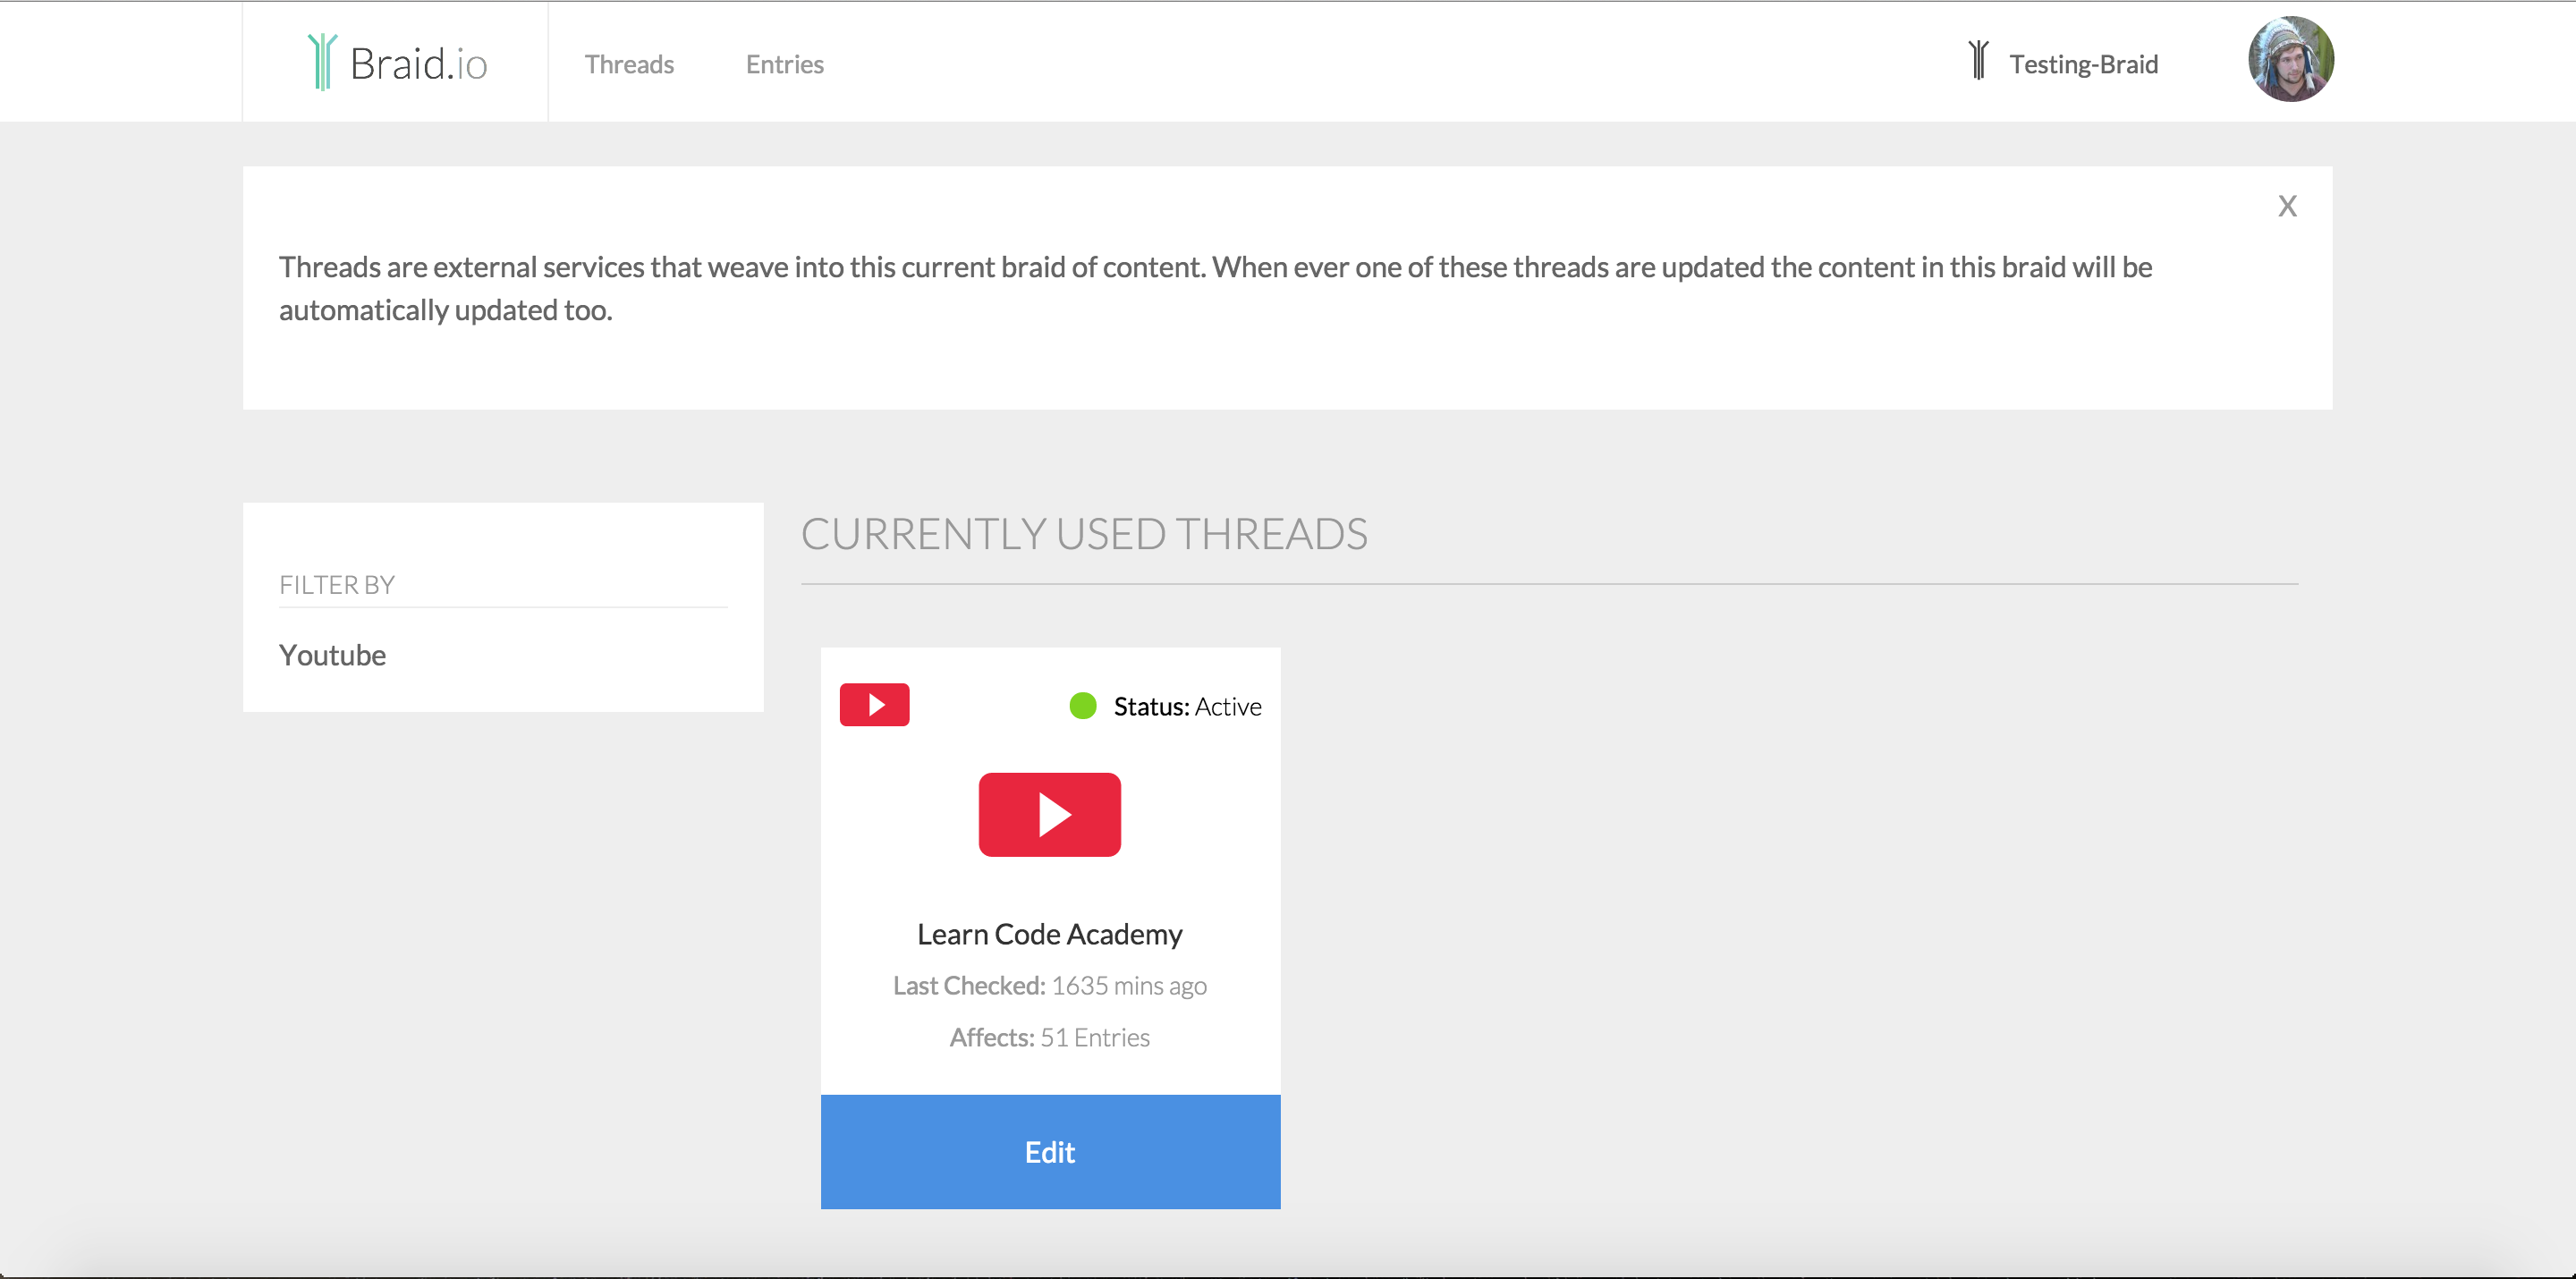 Braid.io
Threads
Entries
Testing-Braid
X
Threads are external services that weave into this current braid of content. When ever one of these threads are updated the content in this braid will be
automatically updated too.
FILTER BY
Youtube
CURRENTLY USED THREADS
Status: Active
Learn Code Academy
Last Checked: 1635 mins ago
Affects: 51 Entries
Edit